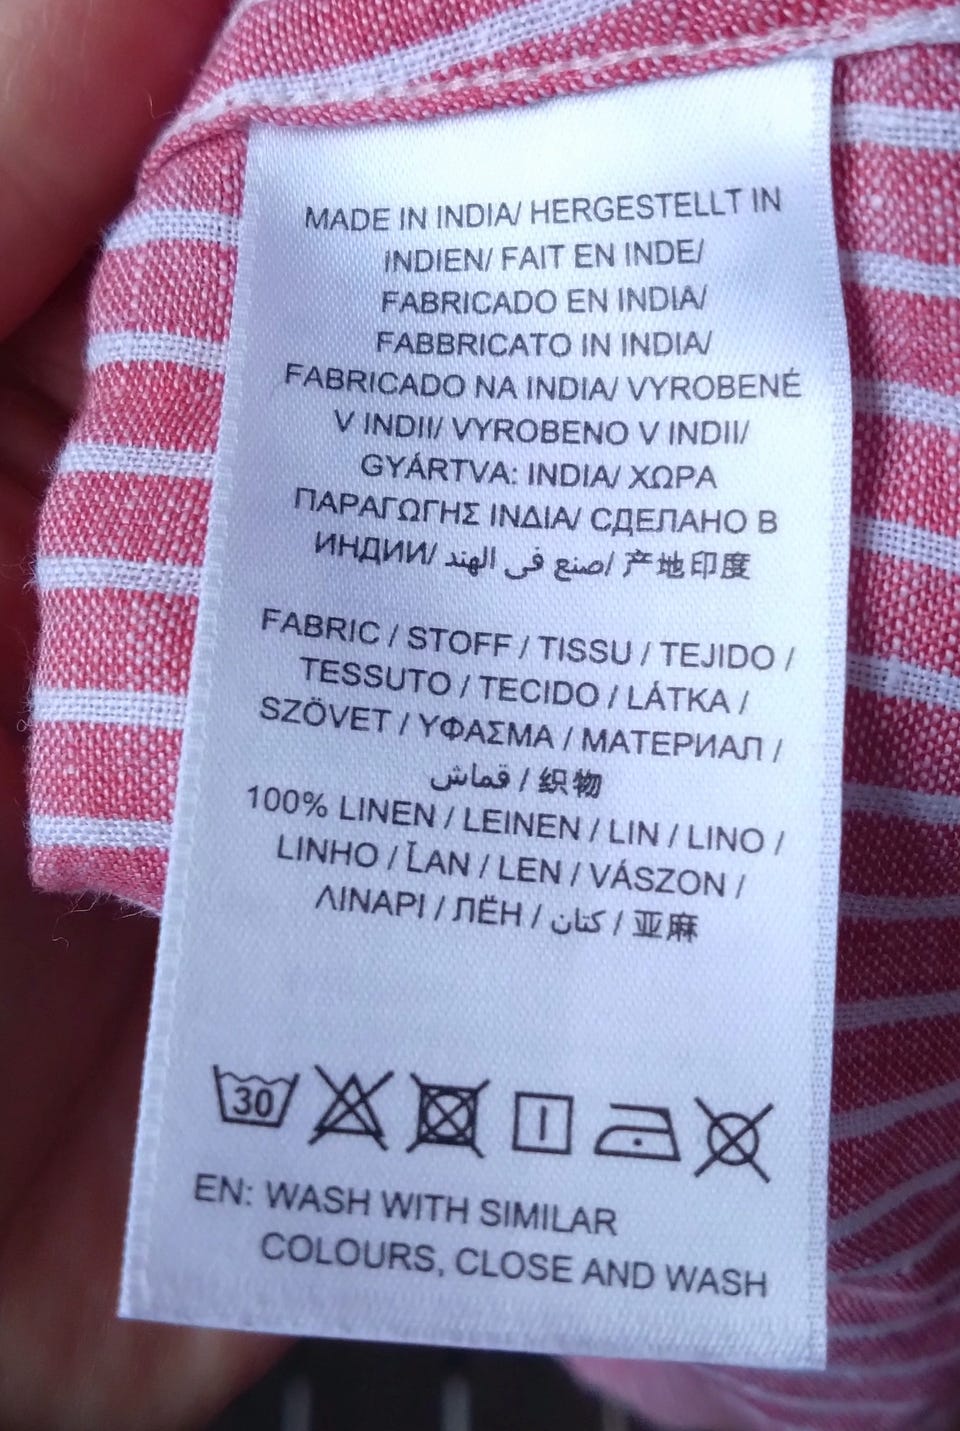 MADE IN INDIA/ HERGESTELLT IN
INDIEN/ FAIT EN INDE/
FABRICADO EN INDIA/
FABBRICATO IN INDIA/
FABRICADO NA INDIA/ VYROBENÉ
V INDII/ VYROBENO V INDII/
GYÁRTVA: INDIA/ ΧΩΡΑ
ΠΑΡΑΓΩΓΗΣ ΙΝΔΙΑ/ СДЕЛАНО В
ИНДИИ/ صنع في الهند/ 产地印度
FABRIC / STOFF / TISSU / TEJIDO /
TESSUTO / TECIDO / LÁTKA /
SZÖVET / ΥΦΑΣΜΑ / МАТЕРИАЛ /
قماش / 织物
100% LINEN / LEINEN / LIN / LINO /
LINHO / ĽAN / LEN / VÁSZON /
ΛΙΝΑΡΙ / ЛЁН / كتان / 亚麻
30
EN: WASH WITH SIMILAR
COLOURS, CLOSE AND WASH